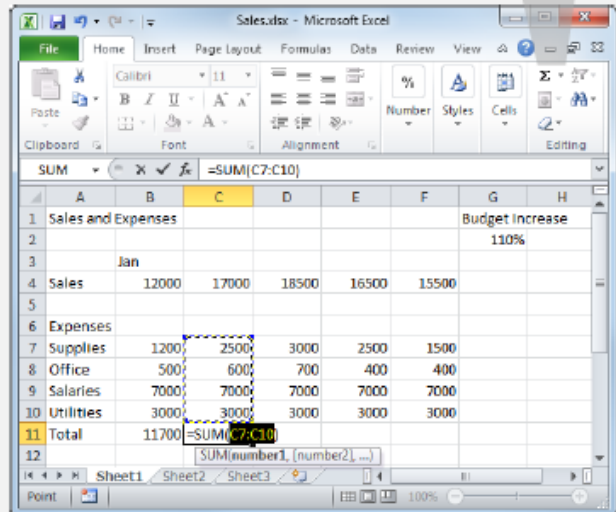 Sales.xlsx - Microsoft Excel
File Home Insert Page Layout Formulas Data Review View
Calibri 11
Paste B I U A A Number Styles Cells
Clipboard Font Alignment Editing
SUM fx =SUM(C7:C10)
A B C D E F G H
1 Sales and Expenses Budget Increase
2 110%
3 Jan
4 Sales 12000 17000 18500 16500 15500
5
6 Expenses
7 Supplies 1200 2500 3000 2500 1500
8 Office 500 600 700 400 400
9 Salaries 7000 7000 7000 7000 7000
10 Utilities 3000 3000 3000 3000 3000
11 Total 11700 =SUM(C7:C10)
12 SUM(number1, [number2], ...)
Sheet1 Sheet2 Sheet3
Point 100%